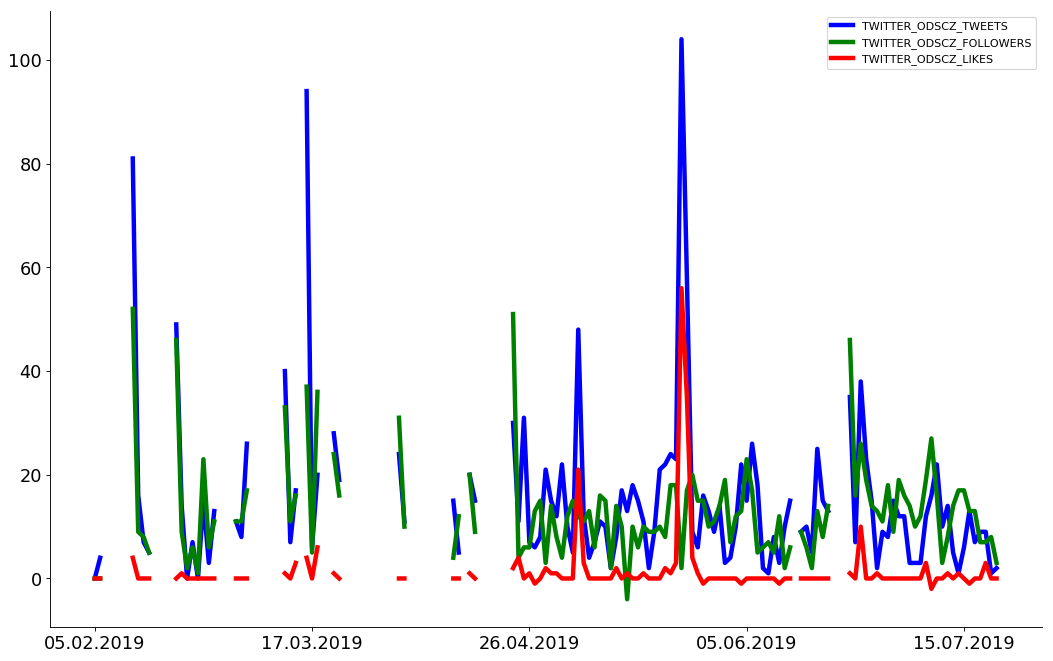 TWITTER_ODSCZ_TWEETS
TWITTER_ODSCZ_FOLLOWERS
TWITTER_ODSCZ_LIKES
100
80
60
40
20
0
05.02.2019 17.03.2019 26.04.2019 05.06.2019 15.07.2019